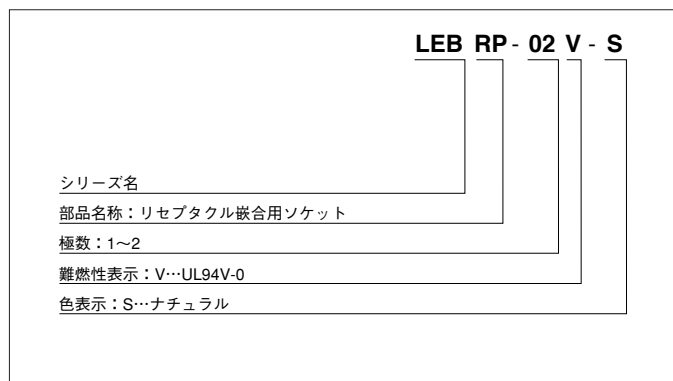 LEB RP - 02 V - S
シリーズ名
部品名称：リセプタクル嵌合用ソケット
極数：1〜2
難燃性表示：V…UL94V-0
色表示：S…ナチュラル